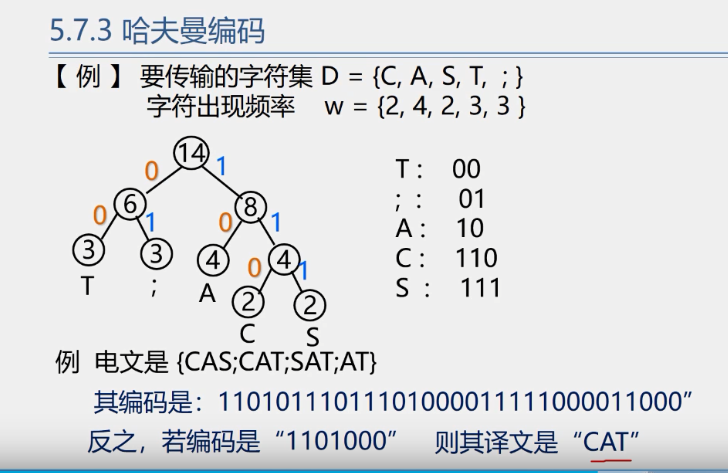 5.7.3 哈夫曼编码
【 例 】 要传输的字符集 D = {C, A, S, T, ; }
字符出现频率 w = {2, 4, 2, 3, 3 }
14
0 1
6 8
0 1 0 1
3 3 4 4
T ; A 0 1
2 2
C S
T : 00
; : 01
A : 10
C : 110
S : 111
例 电文是 {CAS;CAT;SAT;AT}
其编码是：11010111011101000011111000011000”
反之，若编码是“1101000” 则其译文是“CAT”